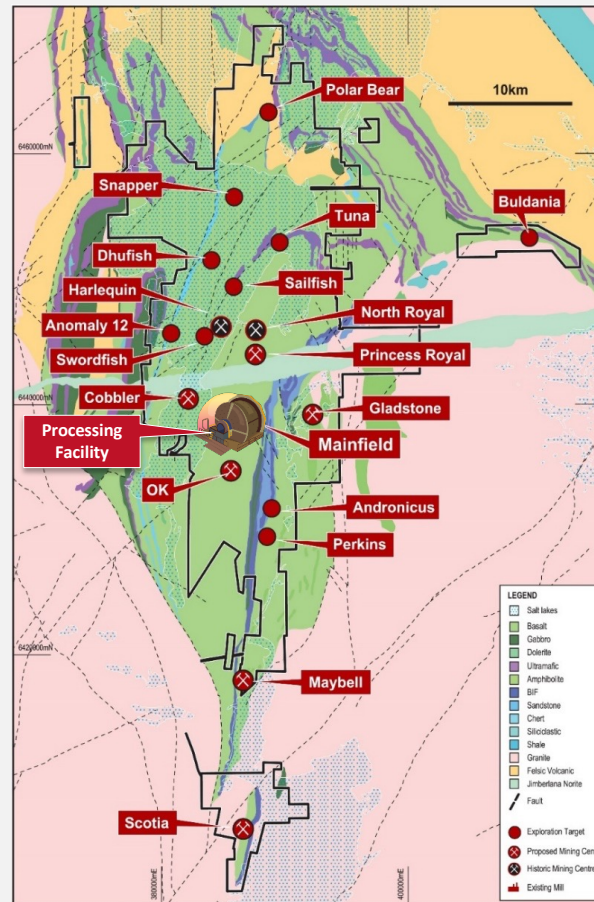 Polar Bear
10km
6460000mN
Snapper
Buldania
Tuna
Dhufish
Harlequin
Sailfish
Anomaly 12
North Royal
Swordfish
Princess Royal
Cobbler
6440000mN
Gladstone
Processing
Facility
Mainfield
OK
Andronicus
Perkins
6420000mN
Maybell
Scotia
380000mE
400000mE
LEGEND
Salt lakes
Basalt
Gabbro
Dolerite
Ultramafic
Amphibolite
BIF
Sandstone
Chert
Siliciclastic
Shale
Granite
Felsic Volcanic
Jimberlana Norite
Fault
Exploration Target
Proposed Mining Cent
Historic Mining Centre
Existing Mill